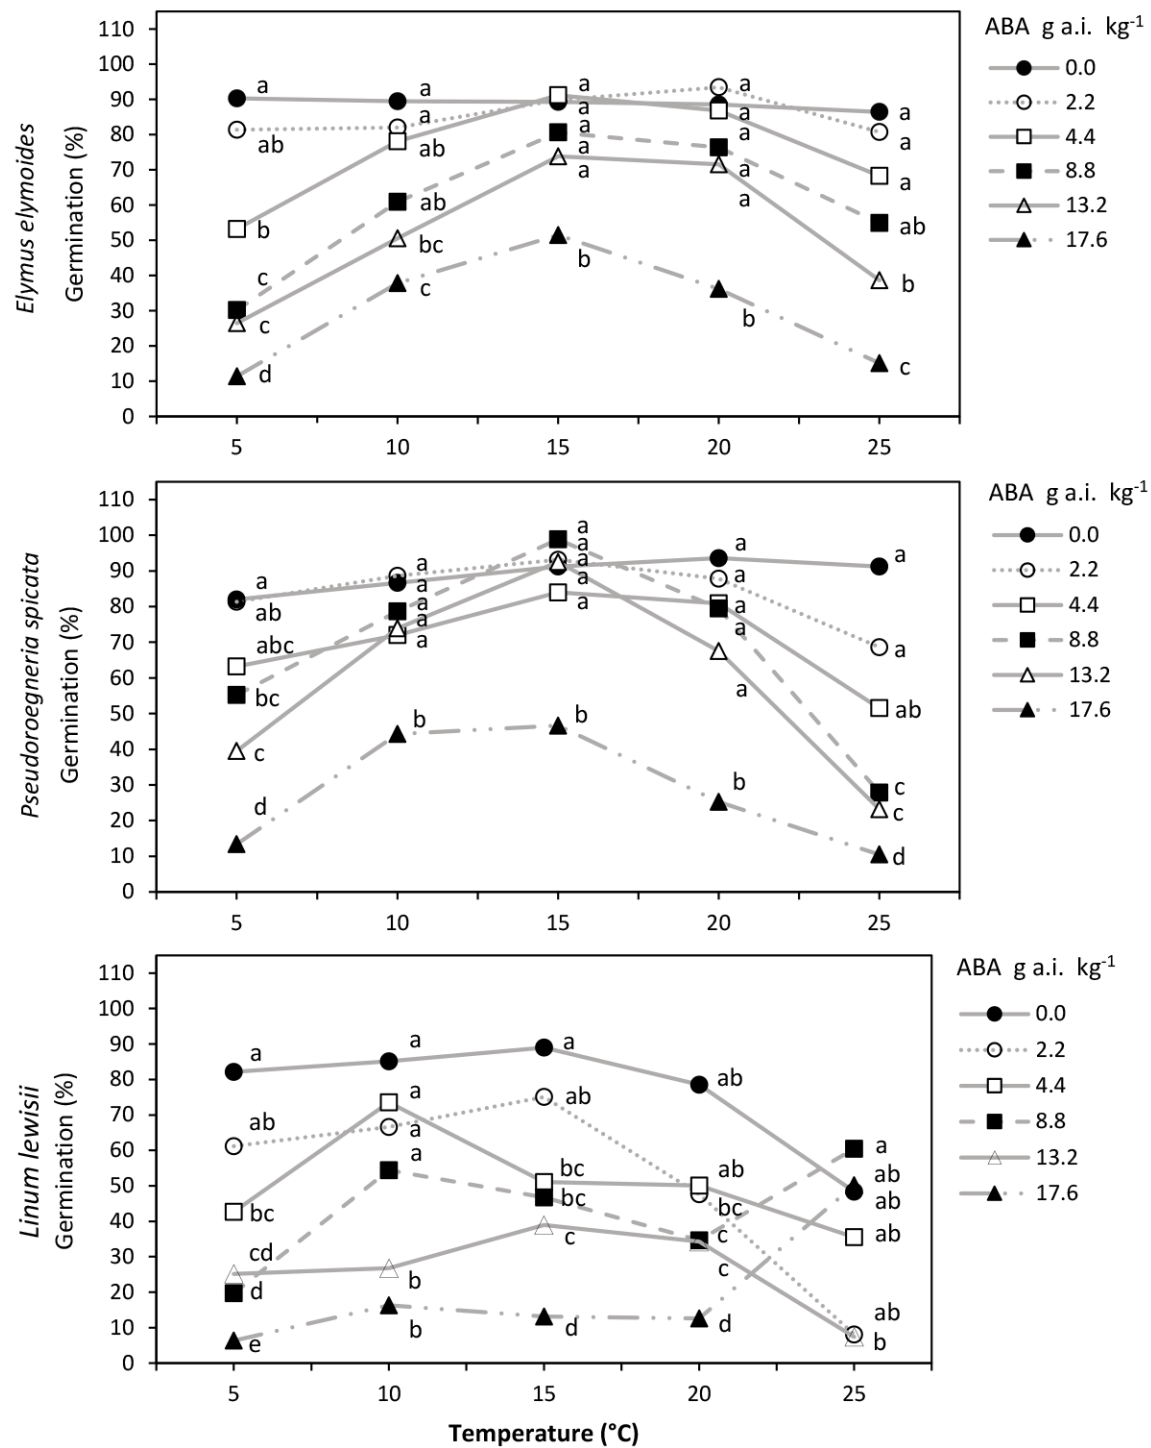 ABA g a.i. kg-1
0.0
2.2
4.4
8.8
13.2
17.6
Elymus elymoides
Germination (%)
110
100
90
80
70
60
50
40
30
20
10
0
a
ab
b
c
c
d
a
a
ab
ab
bc
c
a
a
a
a
a
b
a
a
a
a
a
b
a
a
a
ab
b
c
5 10 15 20 25
ABA g a.i. kg-1
0.0
2.2
4.4
8.8
13.2
17.6
Pseudoroegneria spicata
Germination (%)
110
100
90
80
70
60
50
40
30
20
10
0
a
ab
abc
bc
c
d
a
a
a
a
a
b
a
a
a
a
a
b
a
a
a
a
a
b
a
a
ab
c
c
d
5 10 15 20 25
ABA g a.i. kg-1
0.0
2.2
4.4
8.8
13.2
17.6
Linum lewisii
Germination (%)
110
100
90
80
70
60
50
40
30
20
10
0
a
ab
bc
cd
d
e
a
a
a
a
b
b
a
ab
bc
bc
c
d
ab
ab
bc
c
c
d
a
ab
ab
ab
ab
b
5 10 15 20 25
Temperature (°C)